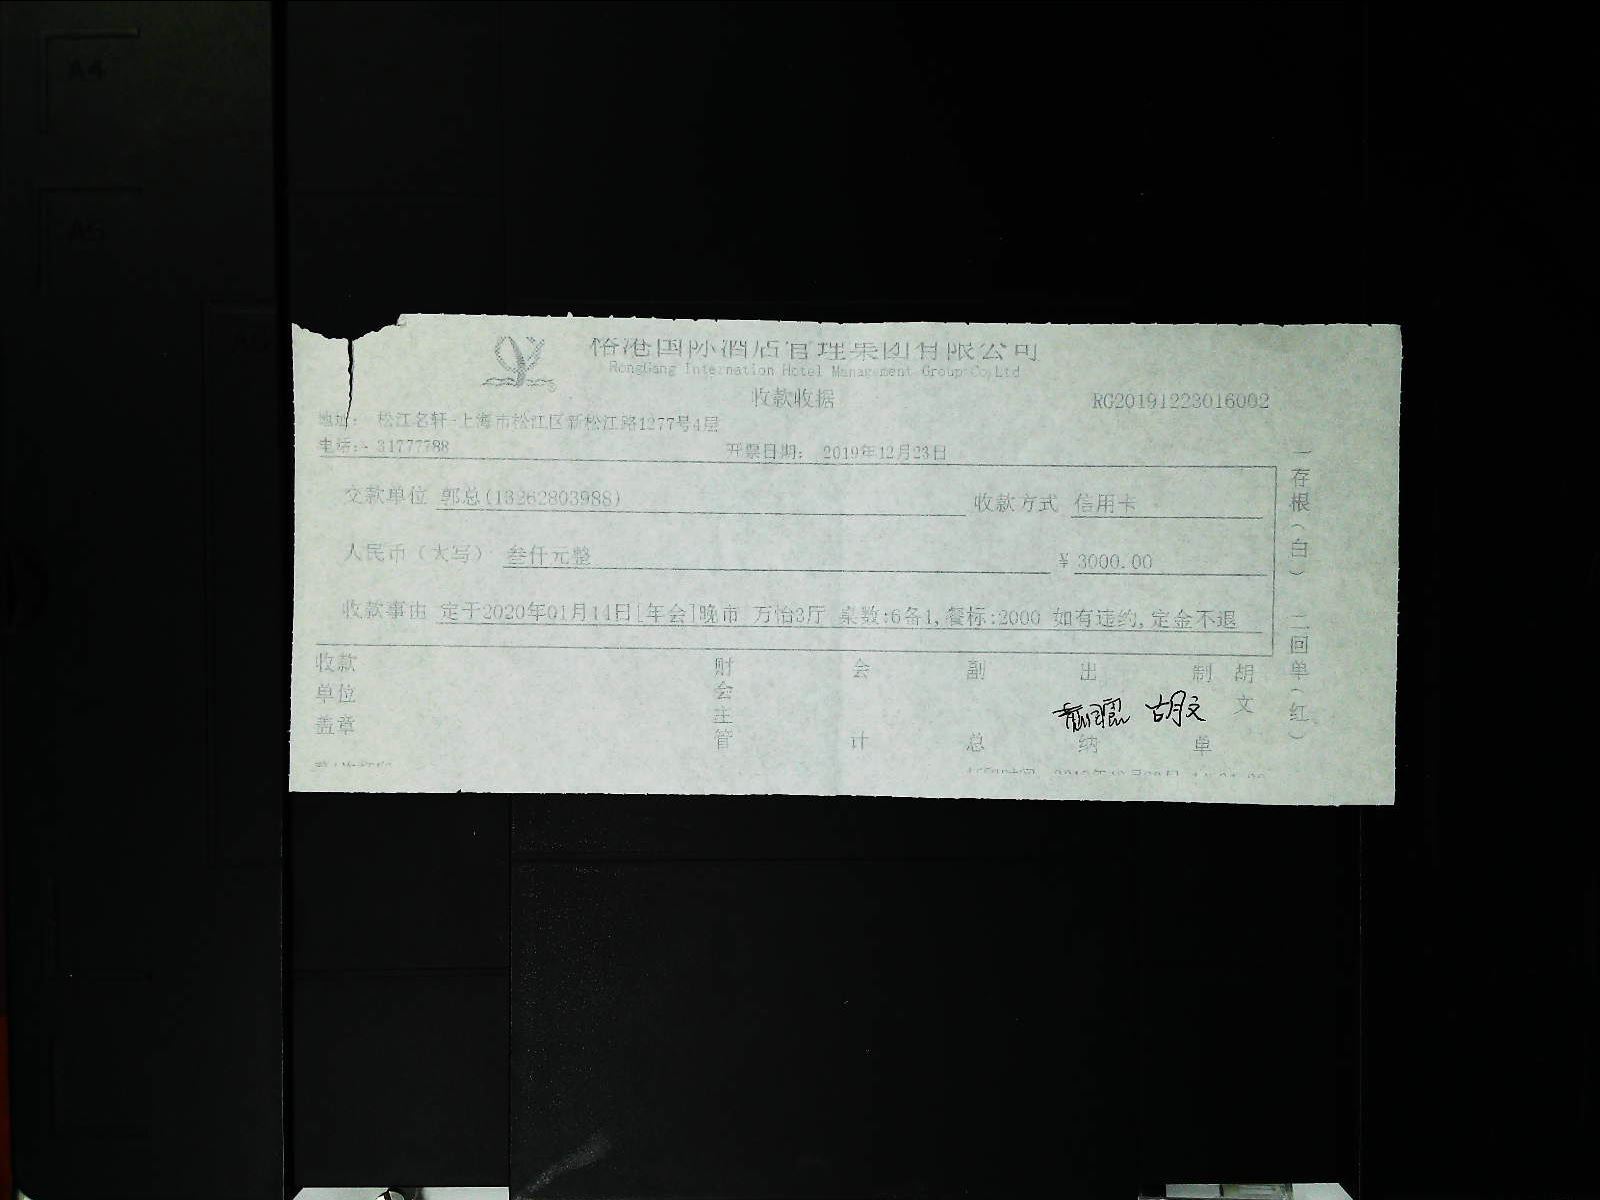 A4
A5
港国际酒店管理集团有限公司
RongGang Internation Hotel Management Group Co,Ltd
收款收据
RG20191223016002
地址: 松江名轩-上海市松江区新松江路1277号4层
电话: 31777788 开票日期: 2019年12月23日
交款单位 郭总(13262803988) 收款方式 信用卡
人民币(大写) 叁仟元整 ¥ 3000.00
收款事由 定于2020年01月14日[年会]晚市 万怡3厅 桌数:6备1,餐标:2000 如有违约,定金不退
收款单位盖章 财会主管 会计 副总 出纳 制单 胡文
胡文
一存根(白) 二回单(红)